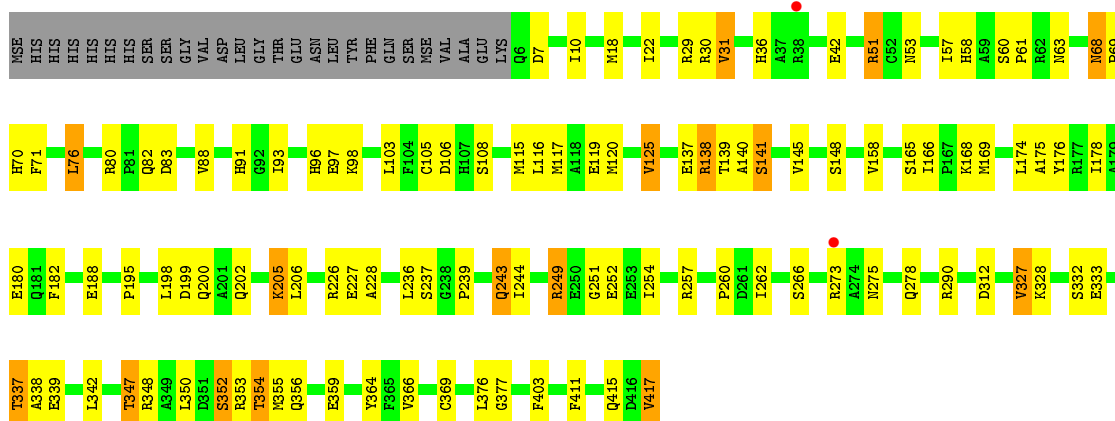 MSE HIS HIS HIS HIS HIS HIS SER SER GLY VAL ASP LEU GLY THR GLU ASN LEU TYR PHE GLN SER MSE VAL ALA GLU LYS Q6 D7 I10 M18 I22 R29 R30 V31 H36 A37 R38 E42 R51 C52 N53 I57 H58 A59 S60 P61 R62 N63 N68
H70 F71 L76 R80 P81 Q82 D83 V88 H91 G92 I93 H96 E97 K98 L103 F104 C105 D106 H107 S108 M115 L116 M117 A118 E119 M120 V125 E137 R138 T139 A140 S141 V145 S148 V158 S165 I166 P167 K168 M169 L174 A175 Y176 R177 I178 A179
E180 Q181 F182 E188 P195 L198 D199 Q200 A201 Q202 K205 L206 R226 E227 A228 L236 S237 G238 P239 Q243 I244 R249 E250 G251 E252 E253 I254 R257 P260 D261 I262 S266 R273 A274 N275 Q278 R290 D312 V327 K328 S332 E333
T337 A338 E339 L342 T347 R348 A349 L350 D351 S352 R353 T354 M355 Q356 E359 Y364 F365 V366 C369 L376 G377 F403 F411 Q415 D416 V417